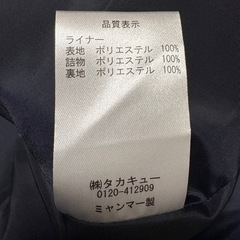 品質表示
ライナー
表地 ポリエステル 100%
詰物 ポリエステル 100%
裏地 ポリエステル 100%
㈱タカキュー
0120-412909
ミャンマー製